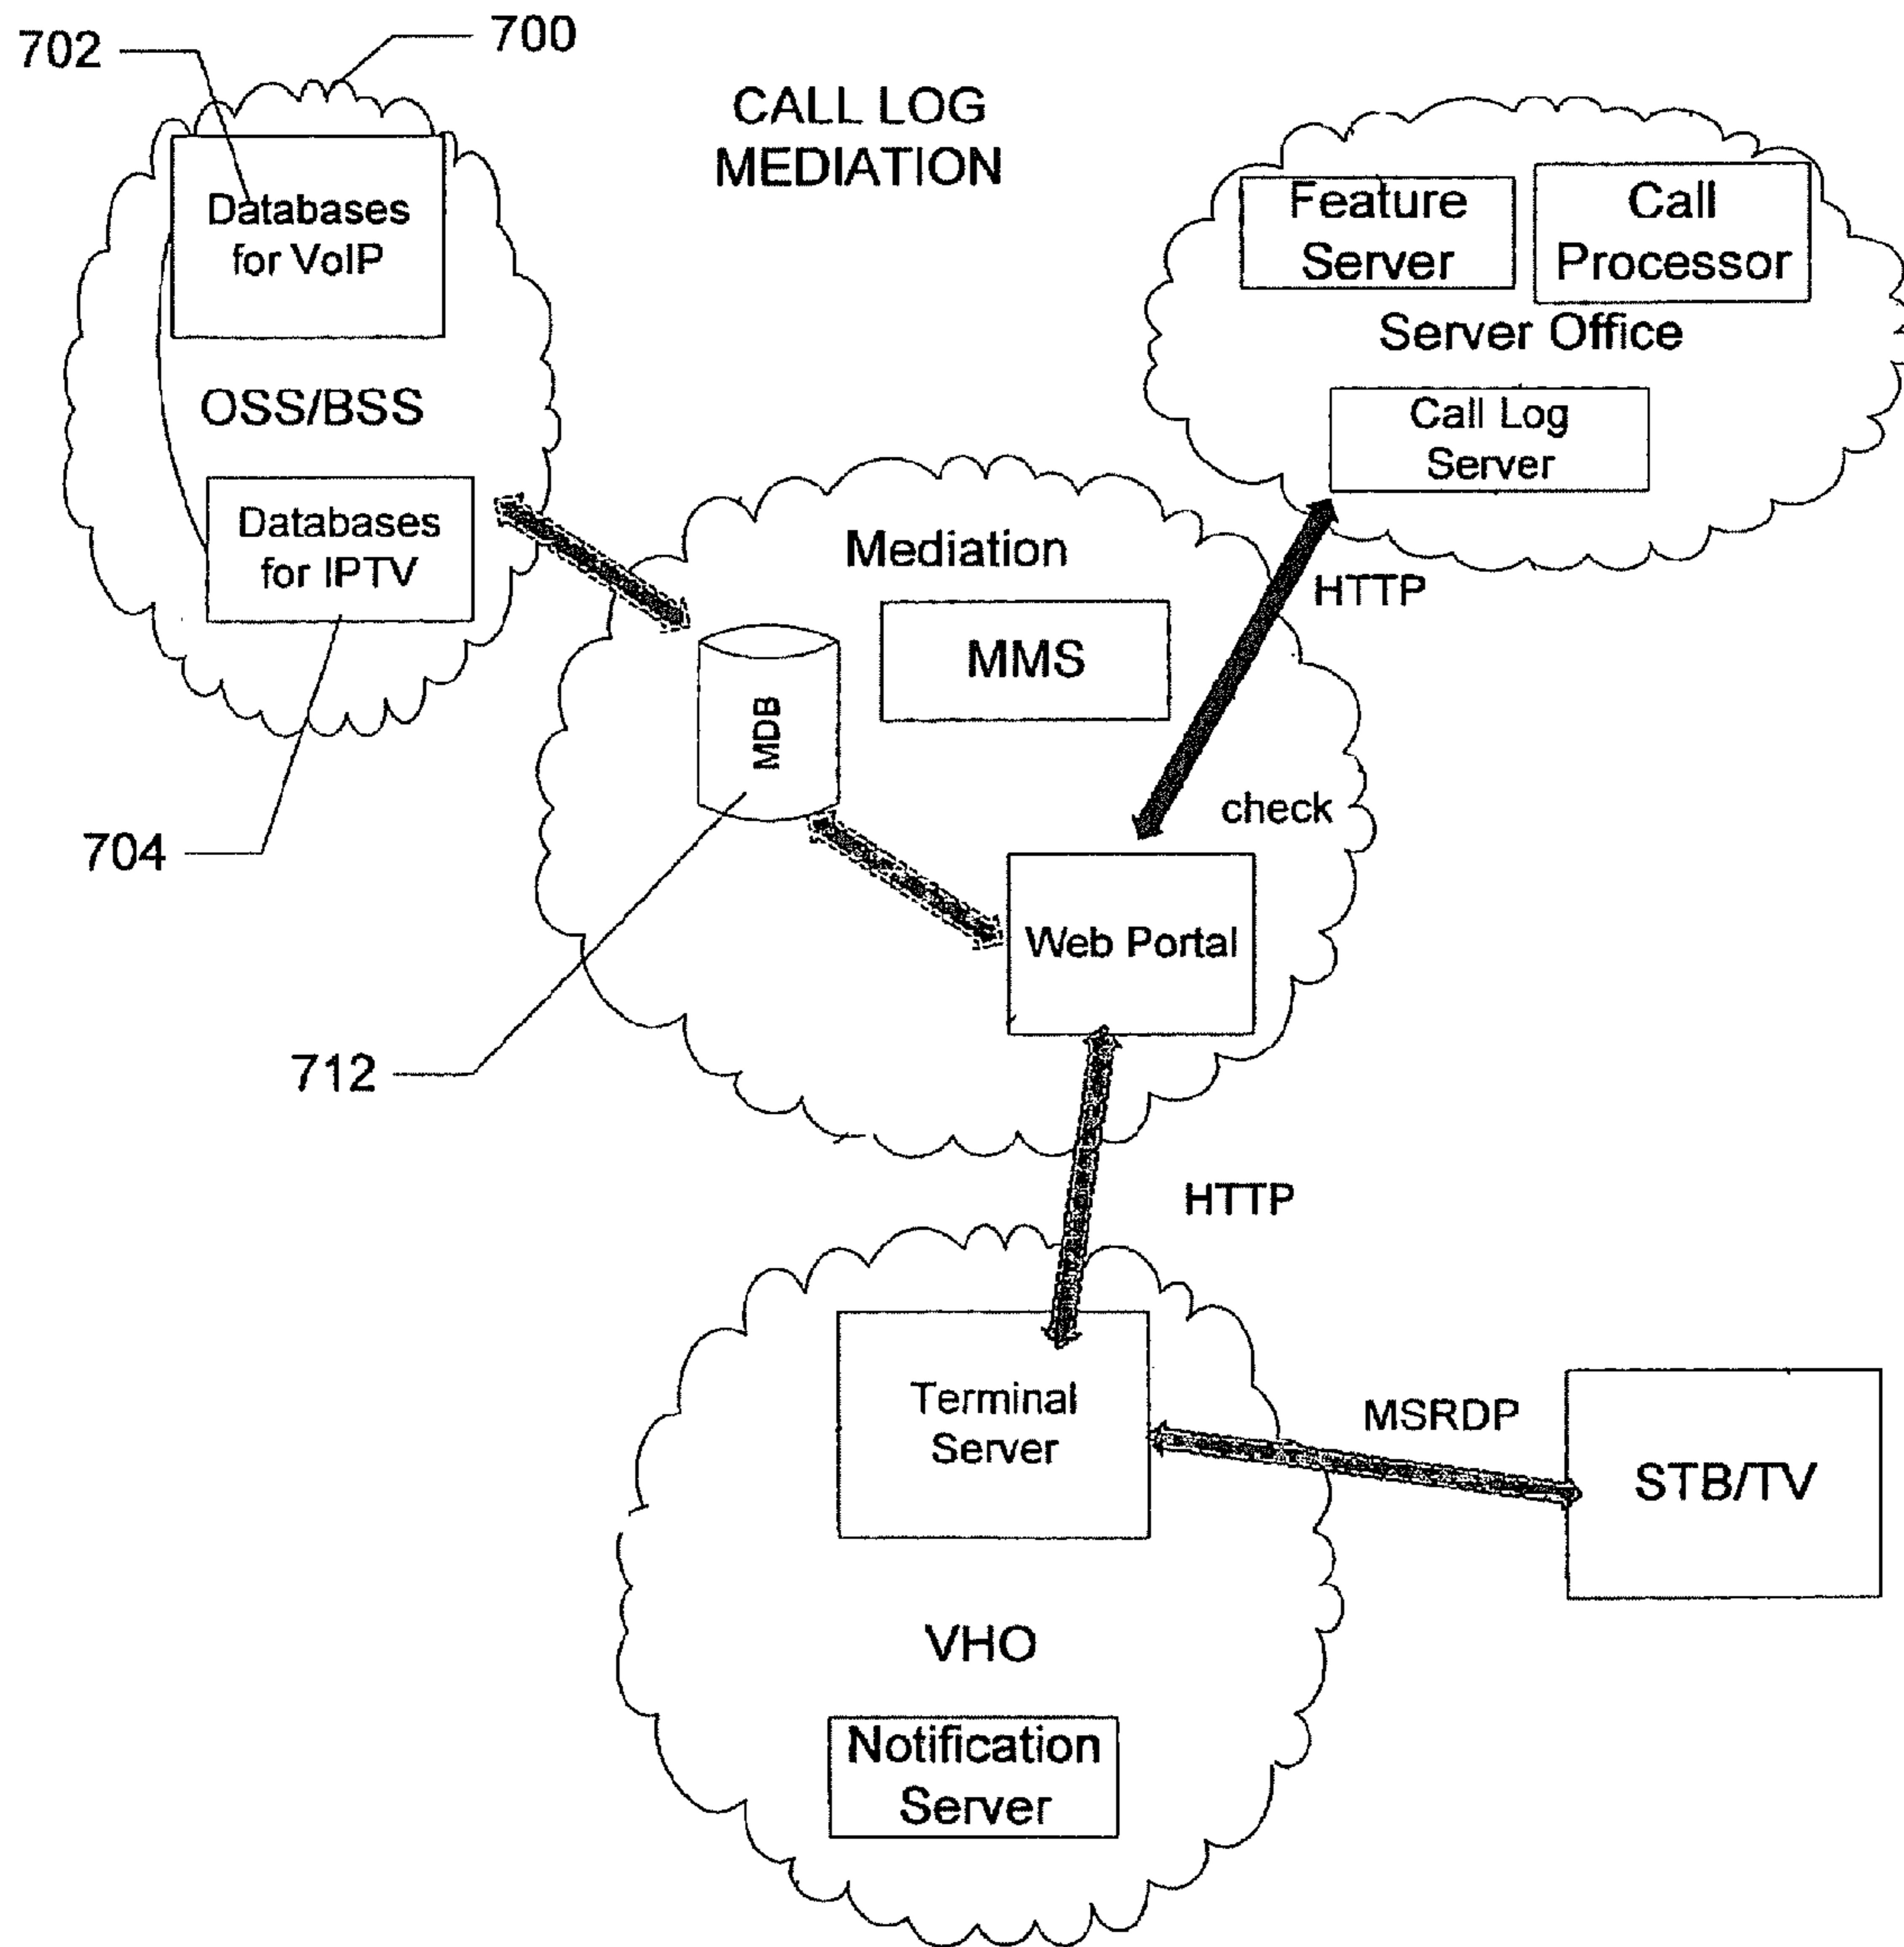 702
700
CALL LOG
MEDIATION
Databases
for VoIP
OSS/BSS
Databases
for IPTV
704
Feature
Server
Call
Processor
Server Office
Call Log
Server
HTTP
Mediation
MMS
MDB
check
Web Portal
712
HTTP
Terminal
Server
MSRDP
STB/TV
VHO
Notification
Server